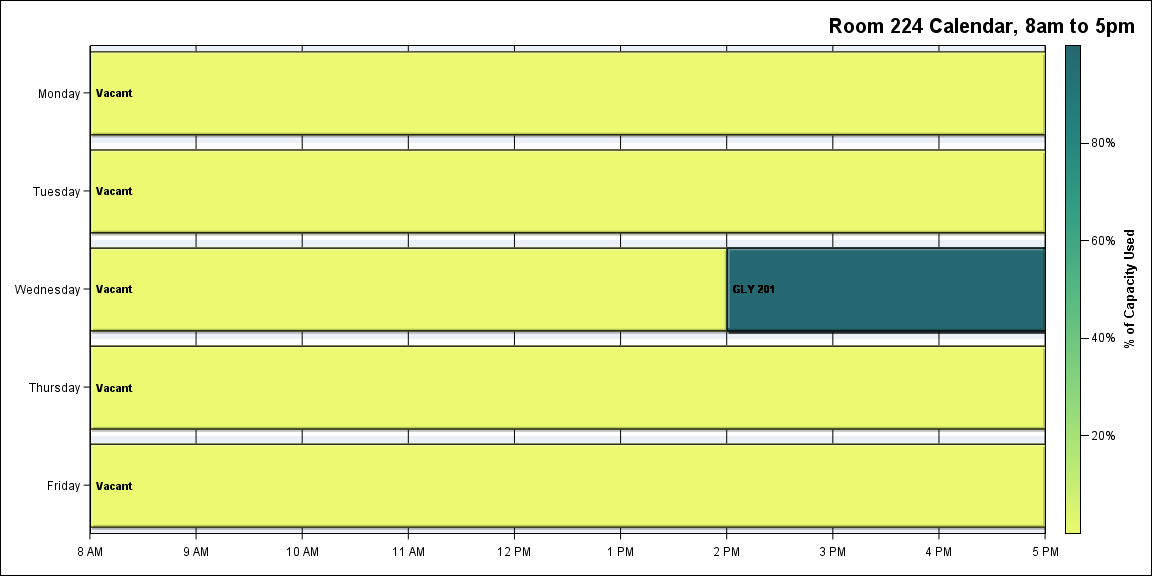 Room 224 Calendar, 8am to 5pm
Monday
Vacant
Tuesday
Vacant
Wednesday
Vacant
GLY 201
Thursday
Vacant
Friday
Vacant
8 AM 9 AM 10 AM 11 AM 12 PM 1 PM 2 PM 3 PM 4 PM 5 PM
80%
60%
40%
20%
% of Capacity Used